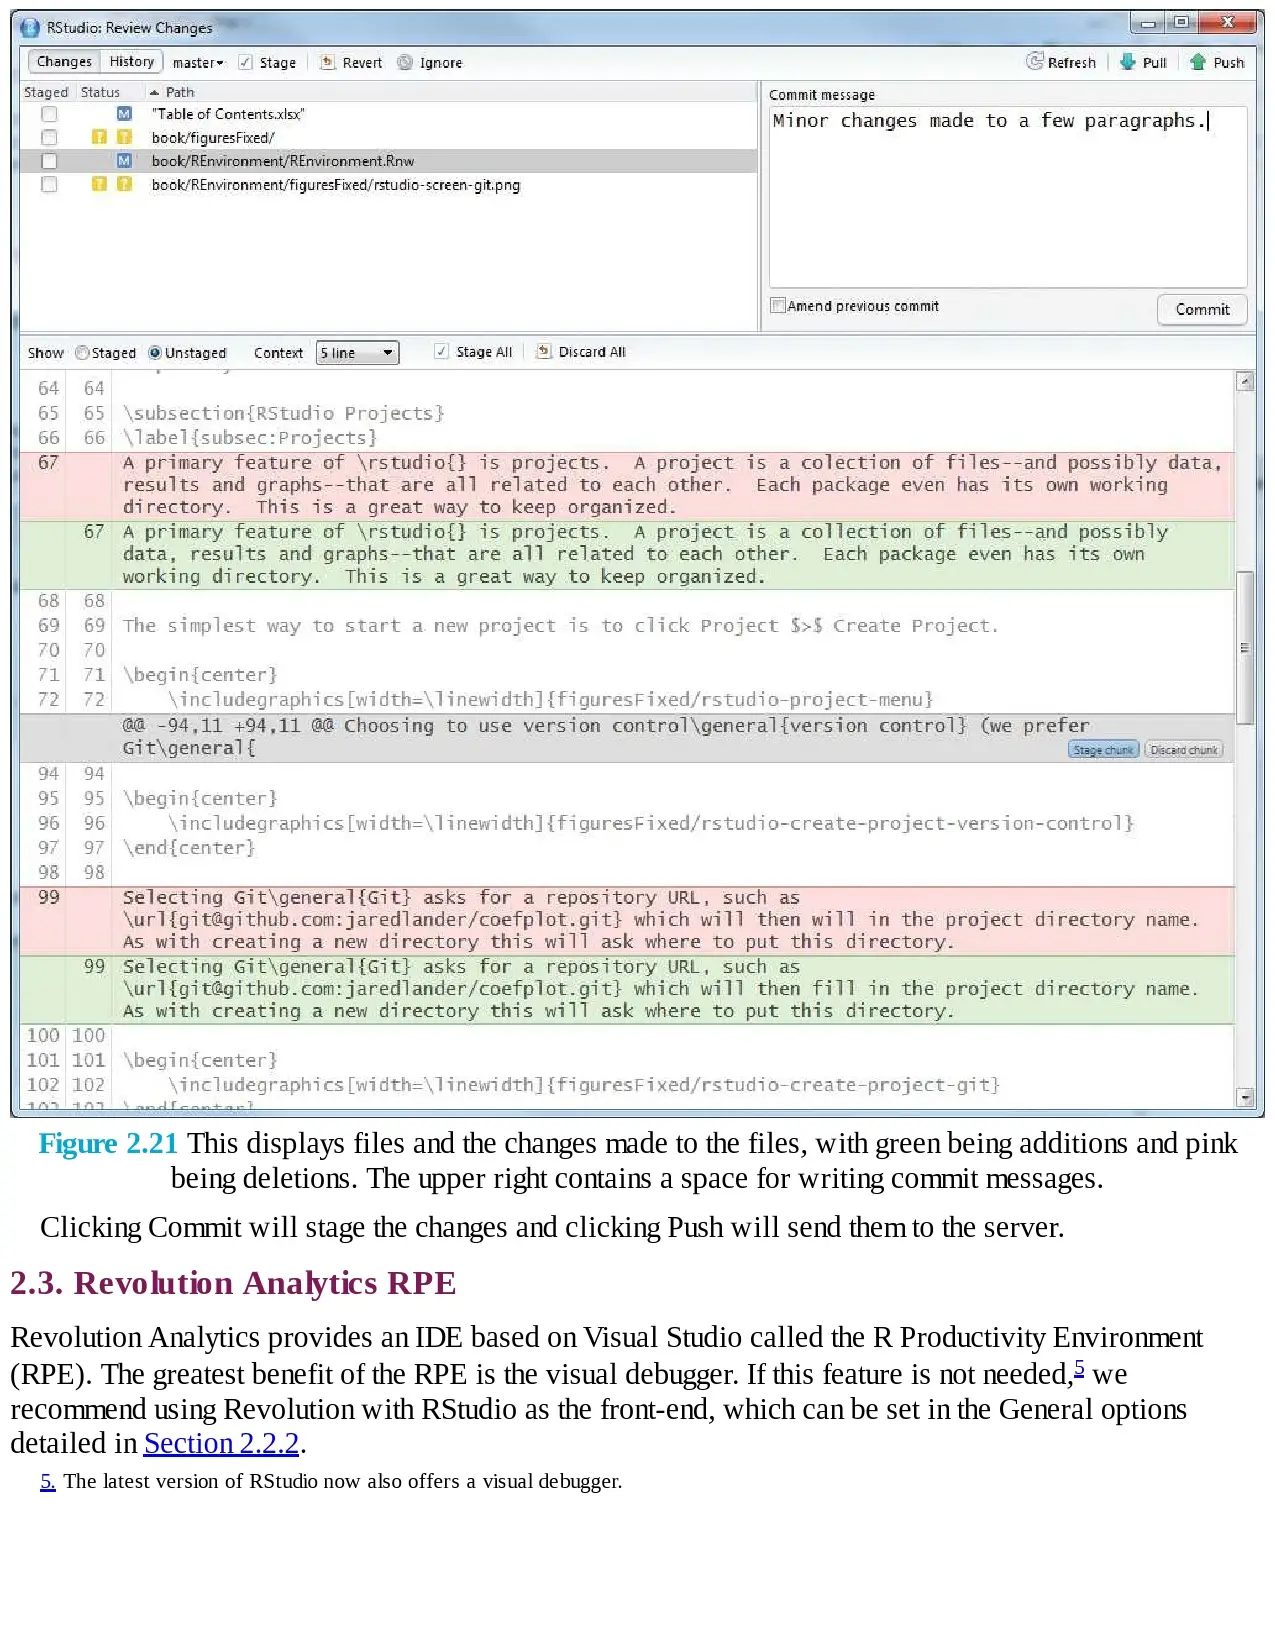 RStudio: Review Changes
Changes History master Stage Revert Ignore Refresh Pull Push
Staged Status Path
M "Table of Contents.xlsx"
? ? book/figuresFixed/
M book/REnvironment/REnvironment.Rnw
? ? book/REnvironment/figuresFixed/rstudio-screen-git.png
Commit message
Minor changes made to a few paragraphs.
Amend previous commit
Commit
Show Staged Unstaged Context 5 line Stage All Discard All
64 64
65 65 \subsection{RStudio Projects}
66 66 \label{subsec:Projects}
67 A primary feature of \rstudio{} is projects. A project is a colection of files--and possibly data,
results and graphs--that are all related to each other. Each package even has its own working
directory. This is a great way to keep organized.
67 A primary feature of \rstudio{} is projects. A project is a collection of files--and possibly
data, results and graphs--that are all related to each other. Each package even has its own
working directory. This is a great way to keep organized.
68 68
69 69 The simplest way to start a new project is to click Project $>$ Create Project.
70 70
71 71 \begin{center}
72 72 \includegraphics[width=\linewidth]{figuresFixed/rstudio-project-menu}
@@ -94,11 +94,11 @@ Choosing to use version control\general{version control} (we prefer
Git\general{
Stage chunk Discard chunk
94 94
95 95 \begin{center}
96 96 \includegraphics[width=\linewidth]{figuresFixed/rstudio-create-project-version-control}
97 97 \end{center}
98 98
99 Selecting Git\general{Git} asks for a repository URL, such as
\url{git@github.com:jaredlander/coefplot.git} which will then will in the project directory name.
As with creating a new directory this will ask where to put this directory.
99 Selecting Git\general{Git} asks for a repository URL, such as
\url{git@github.com:jaredlander/coefplot.git} which will then fill in the project directory name.
As with creating a new directory this will ask where to put this directory.
100 100
101 101 \begin{center}
102 102 \includegraphics[width=\linewidth]{figuresFixed/rstudio-create-project-git}
103 103 \end{center}
Figure 2.21 This displays files and the changes made to the files, with green being additions and pink
being deletions. The upper right contains a space for writing commit messages.
Clicking Commit will stage the changes and clicking Push will send them to the server.
2.3. Revolution Analytics RPE
Revolution Analytics provides an IDE based on Visual Studio called the R Productivity Environment
(RPE). The greatest benefit of the RPE is the visual debugger. If this feature is not needed,5 we
recommend using Revolution with RStudio as the front-end, which can be set in the General options
detailed in Section 2.2.2.
5. The latest version of RStudio now also offers a visual debugger.